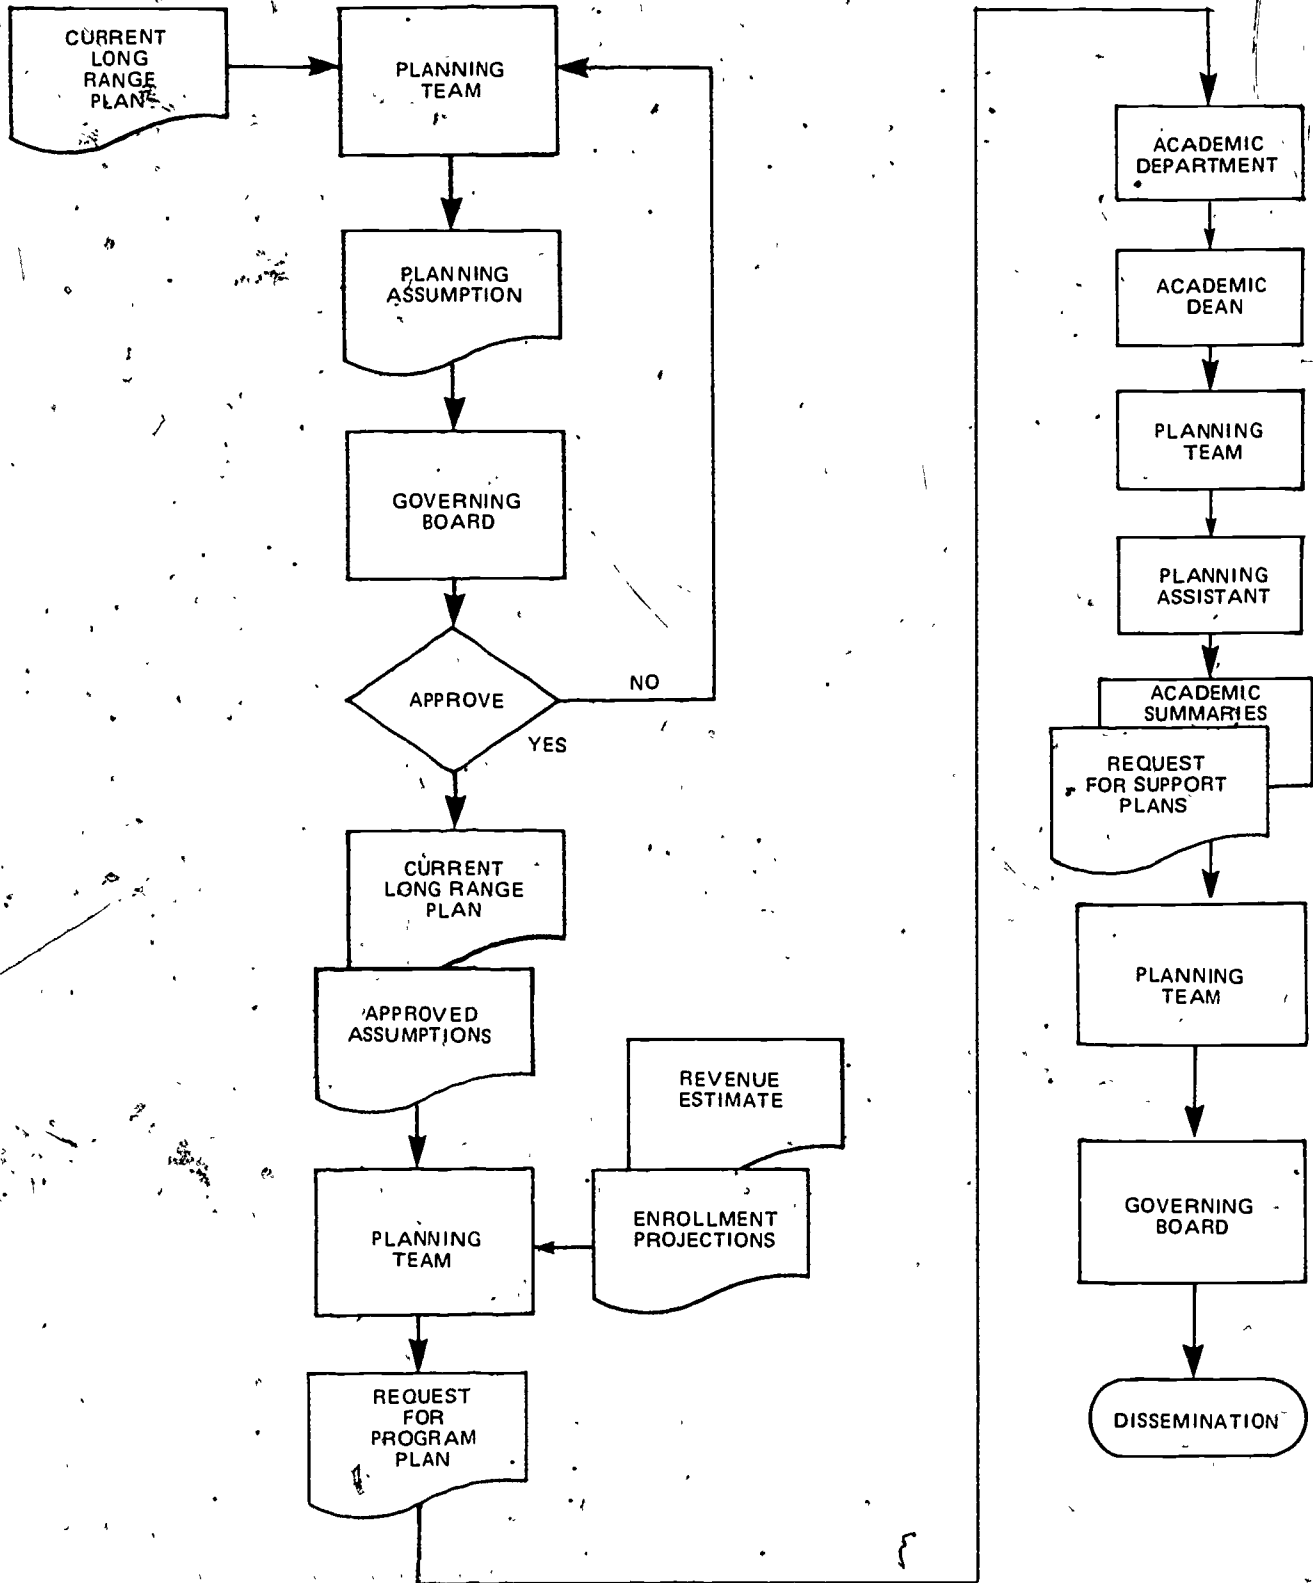 CURRENT
LONG
RANGE
PLAN
PLANNING
TEAM
PLANNING
ASSUMPTION
GOVERNING
BOARD
APPROVE
NO
YES
CURRENT
LONG RANGE
PLAN
APPROVED
ASSUMPTIONS
REVENUE
ESTIMATE
ENROLLMENT
PROJECTIONS
PLANNING
TEAM
REQUEST
FOR
PROGRAM
PLAN
ACADEMIC
DEPARTMENT
ACADEMIC
DEAN
PLANNING
TEAM
PLANNING
ASSISTANT
ACADEMIC
SUMMARIES
REQUEST
FOR SUPPORT
PLANS
PLANNING
TEAM
GOVERNING
BOARD
DISSEMINATION